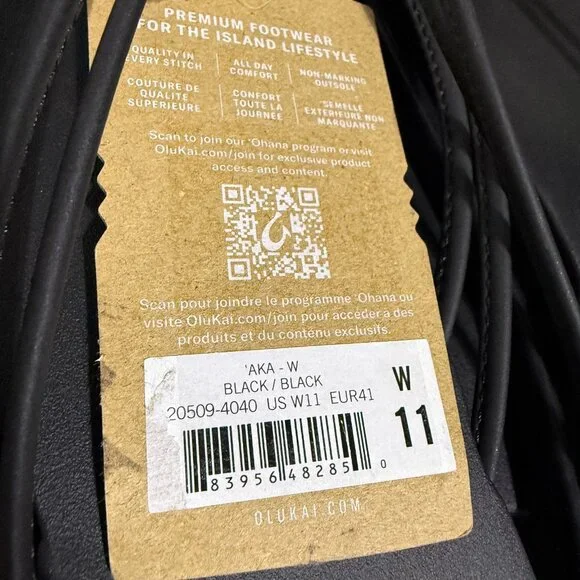 PREMIUM FOOTWEAR
FOR THE ISLAND LIFESTYLE
QUALITY IN
EVERY STITCH
ALL DAY
COMFORT
NON-MARKING
OUTSOLE
COUTURE DE
QUALITÉ
SUPÉRIEURE
CONFORT
TOUTE LA
JOURNÉE
SEMELLE
EXTÉRIEURE NON
MARQUANTE
Scan to join our 'Ohana program or visit
OluKai.com/join for exclusive product
access and content.
Scan pour joindre le programme 'Ohana ou
visite OluKai.com/join pour accéder a des
produits et du contenu exclusif.
'AKA - W
BLACK / BLACK
20509-4040 US W11 EUR41
W
11
83956 48285 0
OLUKAI.COM